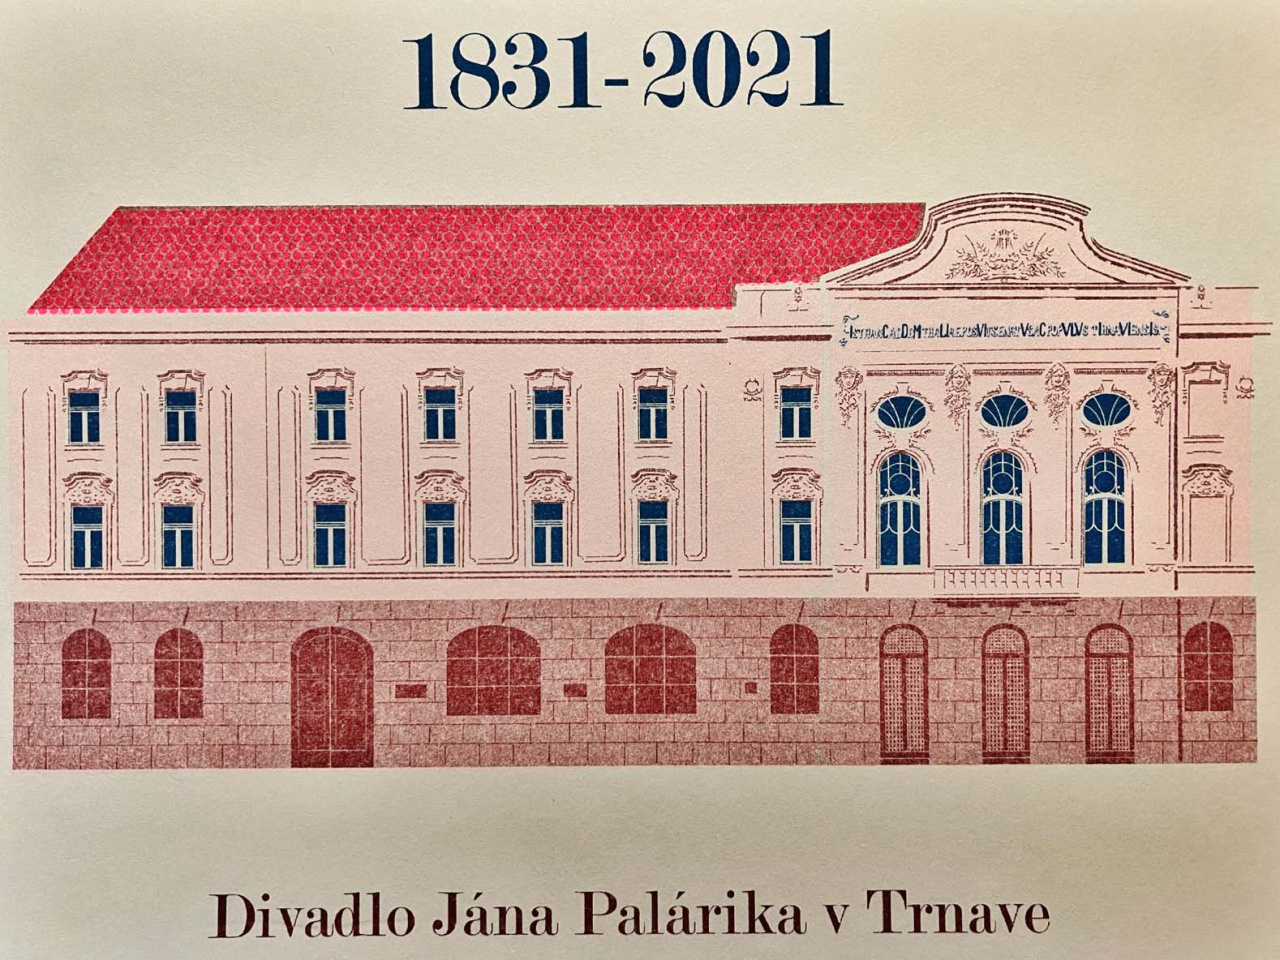 1831-2021
Divadlo Jána Palárika v Trnave